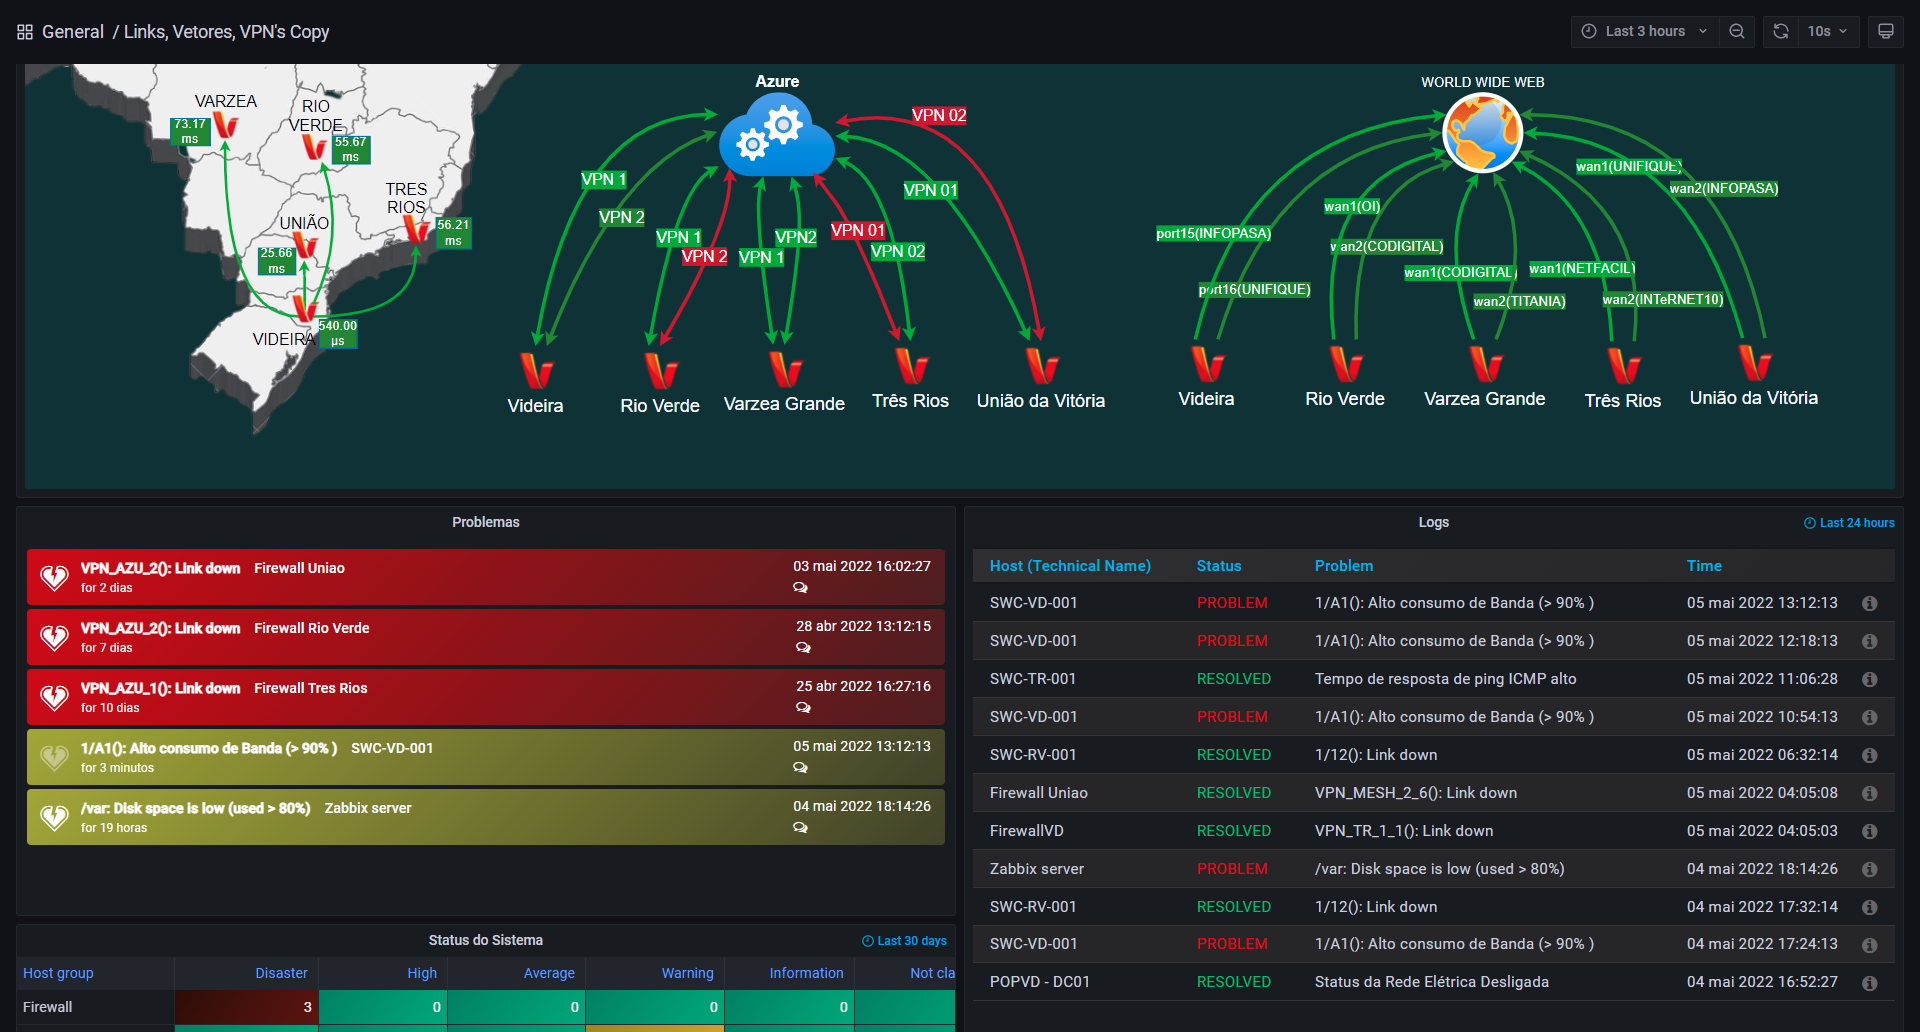 General / Links, Vetores, VPN's Copy
Last 3 hours
10s
VARZEA
73.17
ms
RIO
VERDE
55.67
ms
TRES
RIOS
56.21
ms
UNIÃO
25.66
ms
VIDEIRA
540.00
µs
Azure
VPN 1
VPN 2
VPN 1
VPN 2
VPN 1
VPN2
VPN 01
VPN 02
VPN 01
VPN 02
Videira
Rio Verde
Varzea Grande
Três Rios
União da Vitória
WORLD WIDE WEB
port15(INFOPASA)
port16(UNIFIQUE)
wan1(OI)
wan2(CODIGITAL)
wan1(CODIGITAL)
wan2(TITANIA)
wan1(NETFACIL)
wan2(INTeRNET10)
wan1(UNIFIQUE)
wan2(INFOPASA)
Videira
Rio Verde
Varzea Grande
Três Rios
União da Vitória
Problemas
VPN_AZU_2(): Link down Firewall Uniao 03 mai 2022 16:02:27
for 2 dias
VPN_AZU_2(): Link down Firewall Rio Verde 28 abr 2022 13:12:15
for 7 dias
VPN_AZU_1(): Link down Firewall Tres Rios 25 abr 2022 16:27:16
for 10 dias
1/A1(): Alto consumo de Banda (> 90% ) SWC-VD-001 05 mai 2022 13:12:13
for 3 minutos
/var: Disk space is low (used > 80%) Zabbix server 04 mai 2022 18:14:26
for 19 horas
Status do Sistema
Last 30 days
Host group Disaster High Average Warning Information Not cla
Firewall 3 0 0 0 0
Logs
Last 24 hours
Host (Technical Name) Status Problem Time
SWC-VD-001 PROBLEM 1/A1(): Alto consumo de Banda (> 90% ) 05 mai 2022 13:12:13
SWC-VD-001 PROBLEM 1/A1(): Alto consumo de Banda (> 90% ) 05 mai 2022 12:18:13
SWC-TR-001 RESOLVED Tempo de resposta de ping ICMP alto 05 mai 2022 11:06:28
SWC-VD-001 PROBLEM 1/A1(): Alto consumo de Banda (> 90% ) 05 mai 2022 10:54:13
SWC-RV-001 RESOLVED 1/12(): Link down 05 mai 2022 06:32:14
Firewall Uniao RESOLVED VPN_MESH_2_6(): Link down 05 mai 2022 04:05:08
FirewallVD RESOLVED VPN_TR_1_1(): Link down 05 mai 2022 04:05:03
Zabbix server PROBLEM /var: Disk space is low (used > 80%) 04 mai 2022 18:14:26
SWC-RV-001 RESOLVED 1/12(): Link down 04 mai 2022 17:32:14
SWC-VD-001 PROBLEM 1/A1(): Alto consumo de Banda (> 90% ) 04 mai 2022 17:24:13
POPVD - DC01 RESOLVED Status da Rede Elétrica Desligada 04 mai 2022 16:52:27